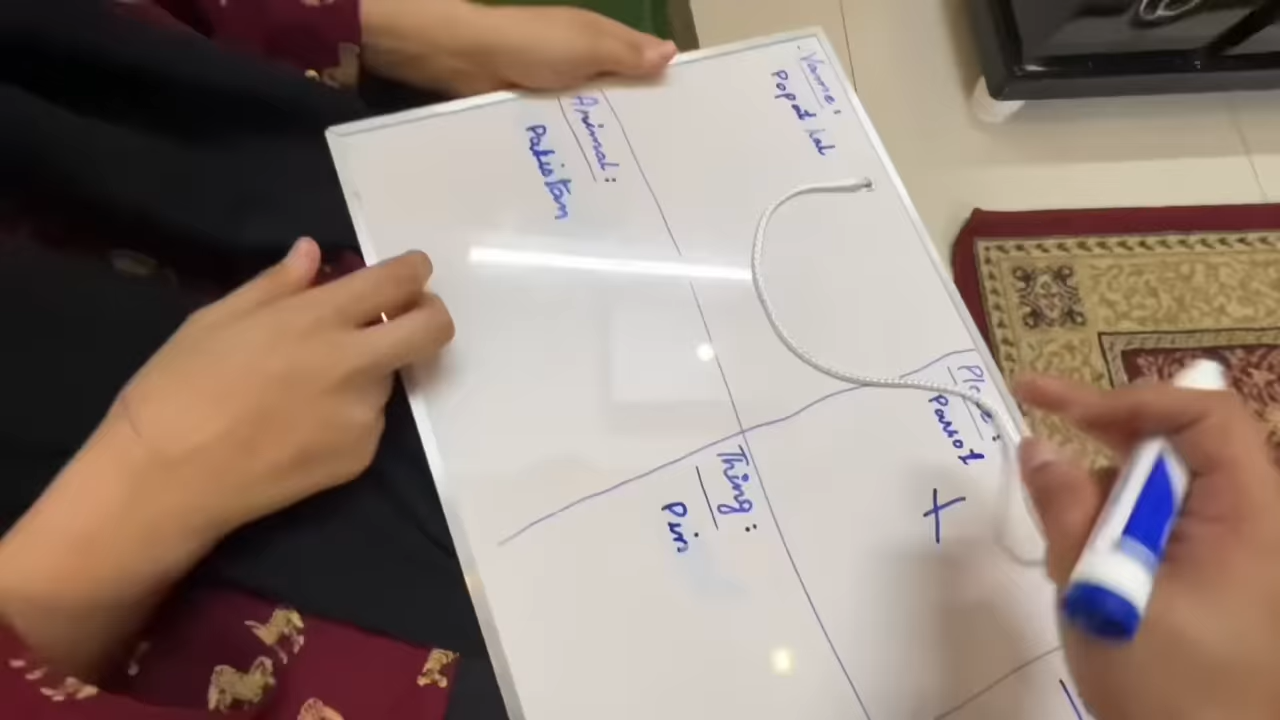 Name:
Popat lal
Animal:
Pakistan
Place:
Parrot
Thing:
Pin